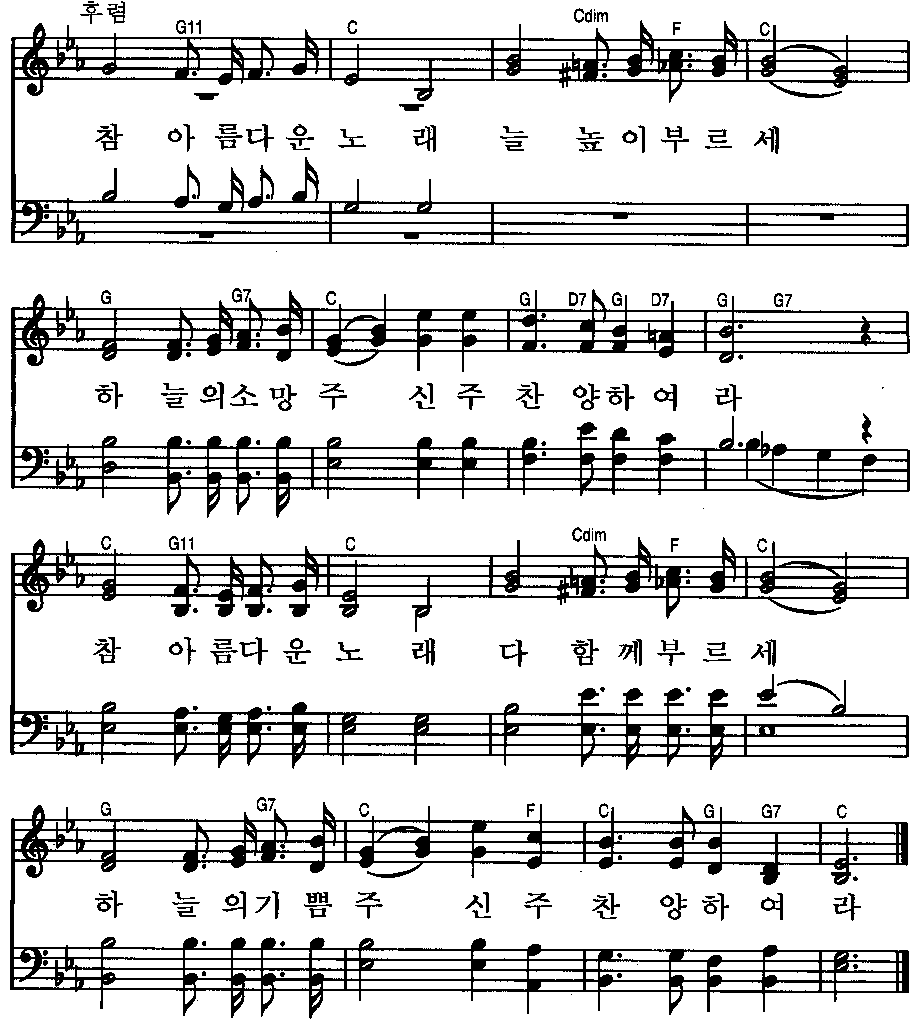 후렴
G11 C Cdim F C
참 아 름다 운 노 래 늘 높 이 부 르 세
G G7 C G D7 G D7 G G7
하 늘 의소 망 주 신 주 찬 양하 여 라
C G11 C Cdim F C
참 아 름다 운 노 래 다 함 께 부 르 세
G G7 C F C G G7 C
하 늘 의기 쁨 주 신 주 찬 양 하 여 라